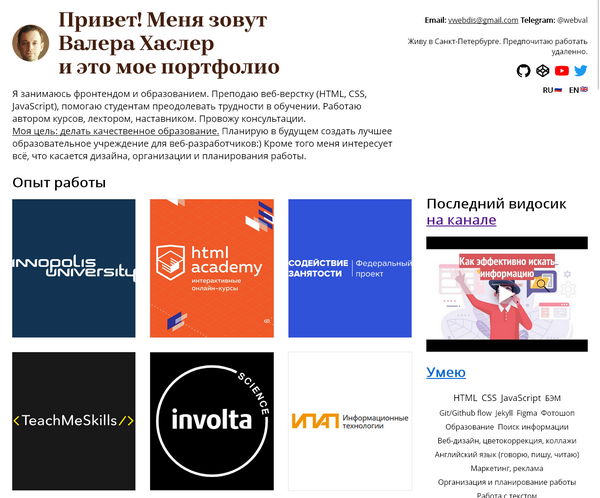 Привет! Меня зовут
Валера Хаслер
и это мое портфолио
Email: vwebdis@gmail.com Telegram: @webval
Живу в Санкт-Петербурге. Предпочитаю работать
удаленно.
RU EN
Я занимаюсь фронтендом и образованием. Преподаю веб-верстку (HTML, CSS,
JavaScript), помогаю студентам преодолевать трудности в обучении. Работаю
автором курсов, лектором, наставником. Провожу консультации.
Моя цель: делать качественное образование. Планирую в будущем создать лучшее
образовательное учреждение для веб-разработчиков:) Кроме того меня интересует
всё, что касается дизайна, организации и планирования работы.
Опыт работы
innopolis
university
html
academy
интерактивные
онлайн-курсы
СОДЕЙСТВИЕ
ЗАНЯТОСТИ
Федеральный
проект
<TeachMeSkills/>
involta
SCIENCE
ИПАП
Информационные
технологии
Последний видосик
на канале
Как эффективно искать
информацию
Умею
HTML CSS JavaScript БЭМ
Git/Github flow Jekyll Figma Фотошоп
Образование Поиск информации
Веб-дизайн, цветокоррекция, коллажи
Английский язык (говорю, пишу, читаю)
Маркетинг, реклама
Организация и планирование работы
Работа с текстом